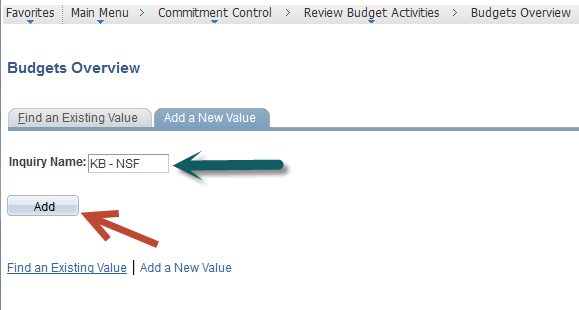 Favorites Main Menu > Commitment Control > Review Budget Activities > Budgets Overview
Budgets Overview
Find an Existing Value Add a New Value
Inquiry Name: KB - NSF
Add
Find an Existing Value | Add a New Value